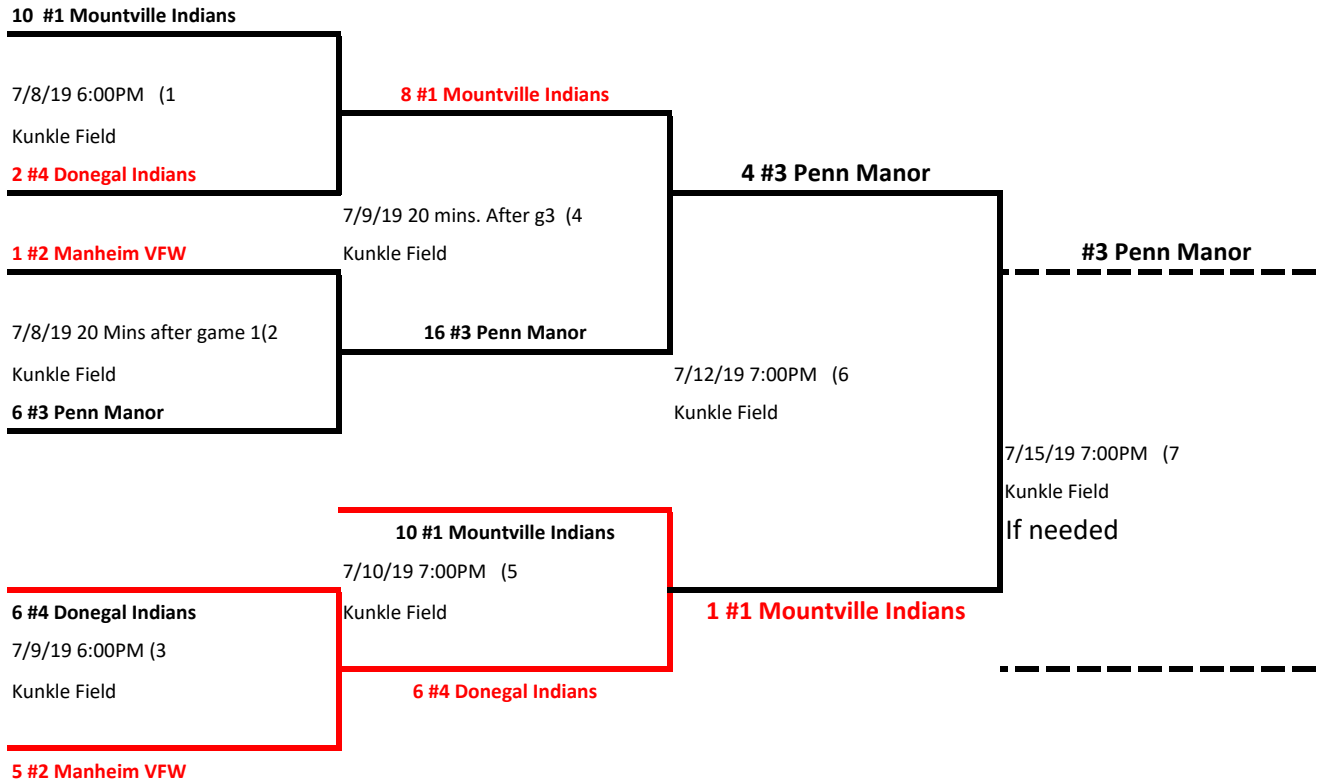 10  #1 Mountville Indians
7/8/19 6:00PM   (1
Kunkle Field
2 #4 Donegal Indians
1 #2 Manheim VFW
7/8/19 20 Mins after game 1(2
Kunkle Field
6 #3 Penn Manor
6 #4 Donegal Indians
7/9/19 6:00PM (3
Kunkle Field
5 #2 Manheim VFW
8 #1 Mountville Indians
7/9/19 20 mins. After g3  (4
Kunkle Field
16 #3 Penn Manor
10 #1 Mountville Indians
7/10/19 7:00PM   (5
Kunkle Field
6 #4 Donegal Indians
4 #3 Penn Manor
7/12/19 7:00PM   (6
Kunkle Field
1 #1 Mountville Indians
#3 Penn Manor
7/15/19 7:00PM   (7
Kunkle Field
If needed